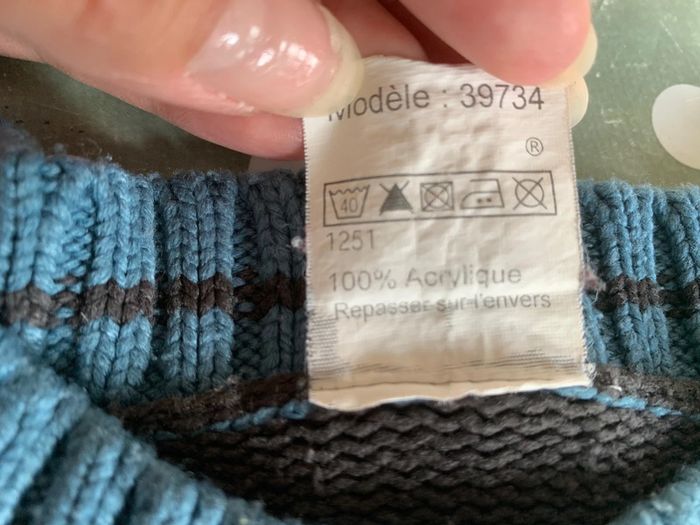 Modèle : 39734
®
40
1251
100% Acrylique
Repasser sur l'envers